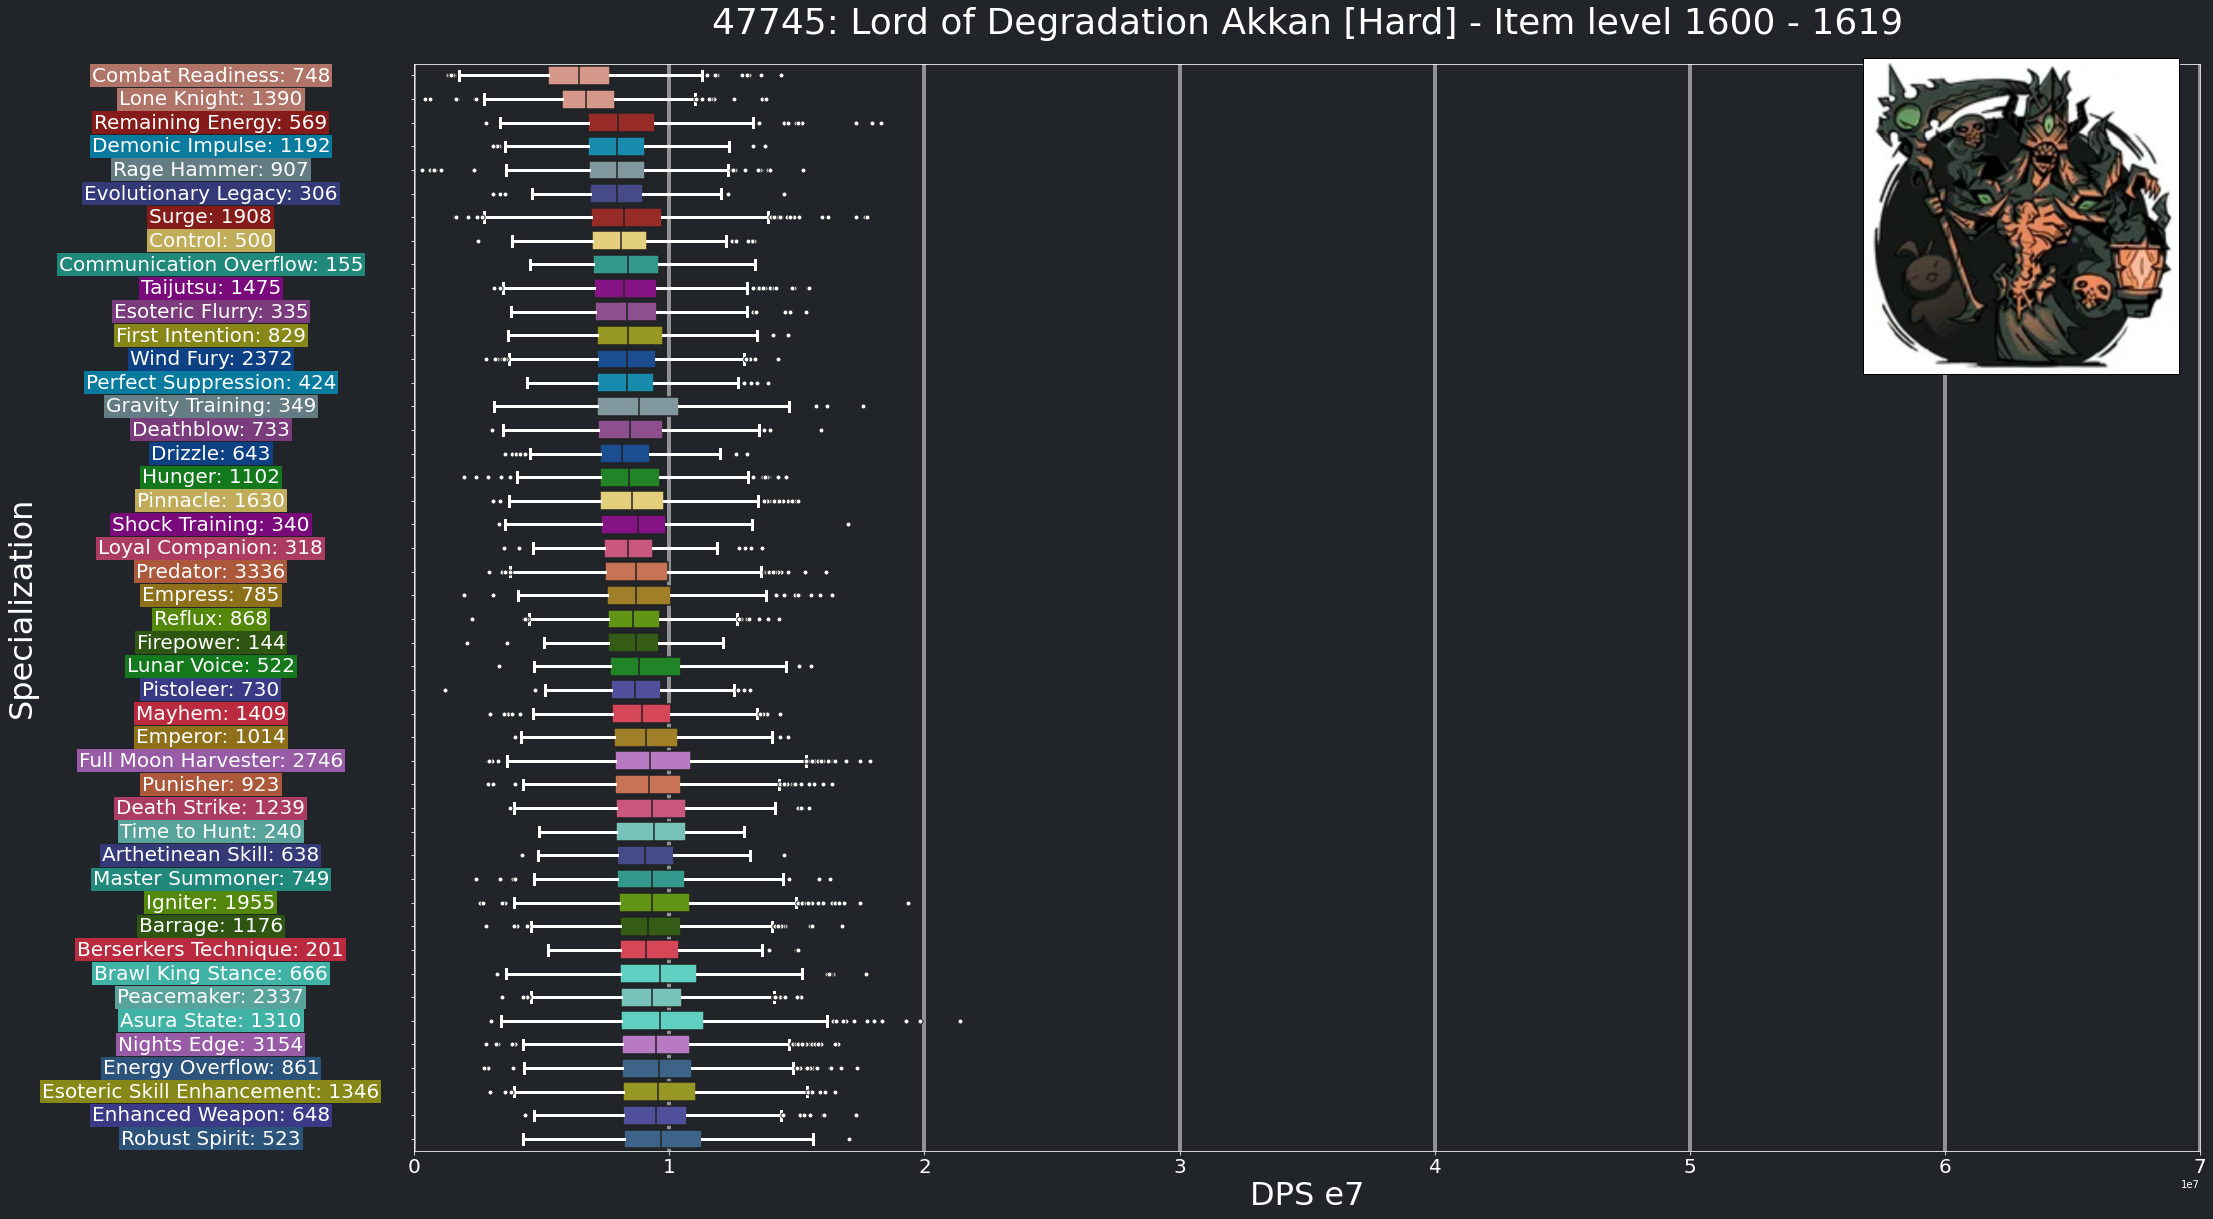 47745: Lord of Degradation Akkan [Hard] - Item level 1600 - 1619
Combat Readiness: 748
Lone Knight: 1390
Remaining Energy: 569
Demonic Impulse: 1192
Rage Hammer: 907
Evolutionary Legacy: 306
Surge: 1908
Control: 500
Communication Overflow: 155
Taijutsu: 1475
Esoteric Flurry: 335
First Intention: 829
Wind Fury: 2372
Perfect Suppression: 424
Gravity Training: 349
Deathblow: 733
Drizzle: 643
Hunger: 1102
Pinnacle: 1630
Shock Training: 340
Loyal Companion: 318
Predator: 3336
Empress: 785
Reflux: 868
Firepower: 144
Lunar Voice: 522
Pistoleer: 730
Mayhem: 1409
Emperor: 1014
Full Moon Harvester: 2746
Punisher: 923
Death Strike: 1239
Time to Hunt: 240
Arthetinean Skill: 638
Master Summoner: 749
Igniter: 1955
Barrage: 1176
Berserkers Technique: 201
Brawl King Stance: 666
Peacemaker: 2337
Asura State: 1310
Nights Edge: 3154
Energy Overflow: 861
Esoteric Skill Enhancement: 1346
Enhanced Weapon: 648
Robust Spirit: 523
Specialization
0 1 2 3 4 5 6 7
1e7
DPS e7